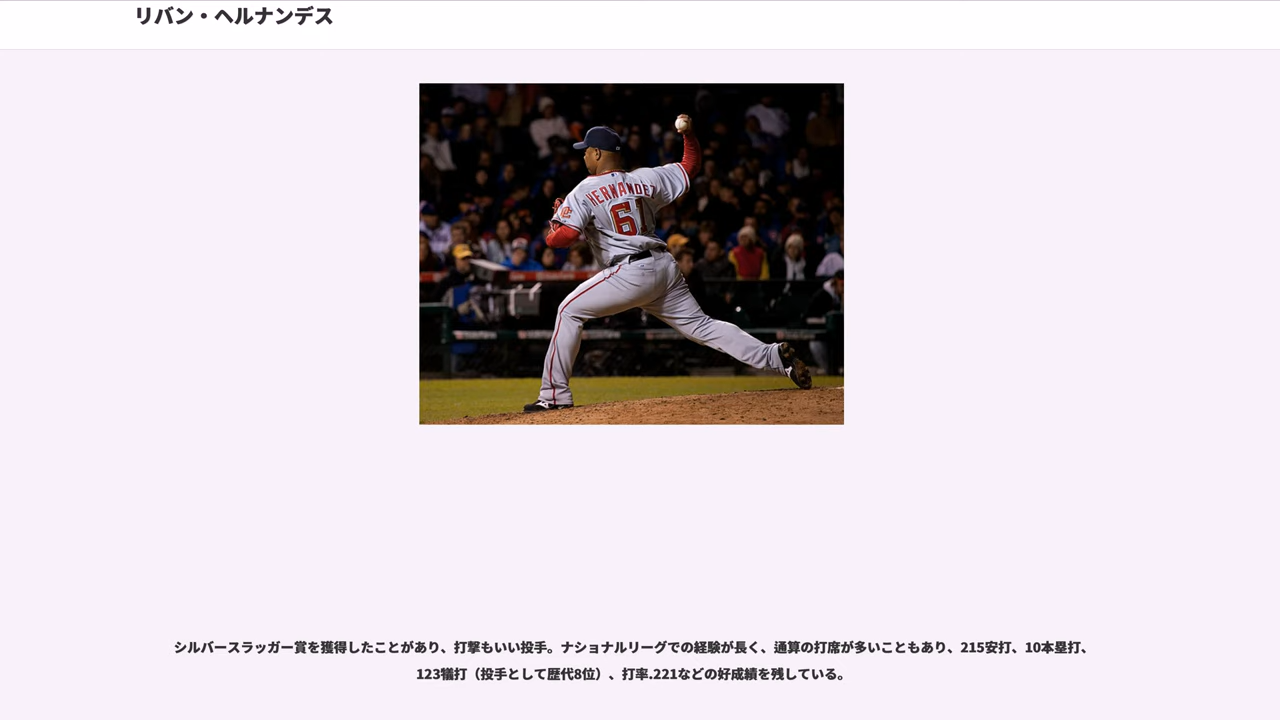 リバン・ヘルナンデス
HERNANDEZ
61
シルバースラッガー賞を獲得したことがあり、打撃もいい投手。ナショナルリーグでの経験が長く、通算の打席が多いこともあり、215安打、10本塁打、
123犠打（投手として歴代8位）、打率.221などの好成績を残している。